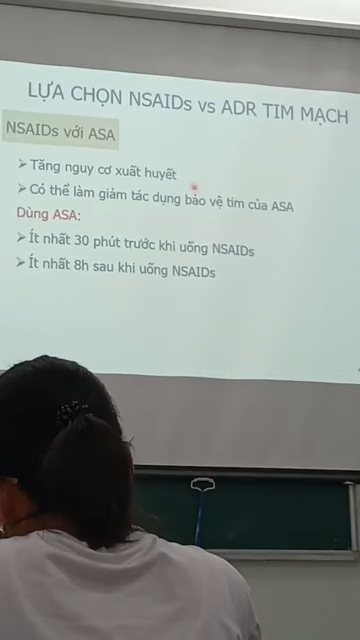 LỰA CHỌN NSAIDs vs ADR TIM MẠCH
NSAIDs với ASA
➢Tăng nguy cơ xuất huyết
➢Có thể làm giảm tác dụng bảo vệ tim của ASA
Dùng ASA:
➢Ít nhất 30 phút trước khi uống NSAIDs
➢Ít nhất 8h sau khi uống NSAIDs